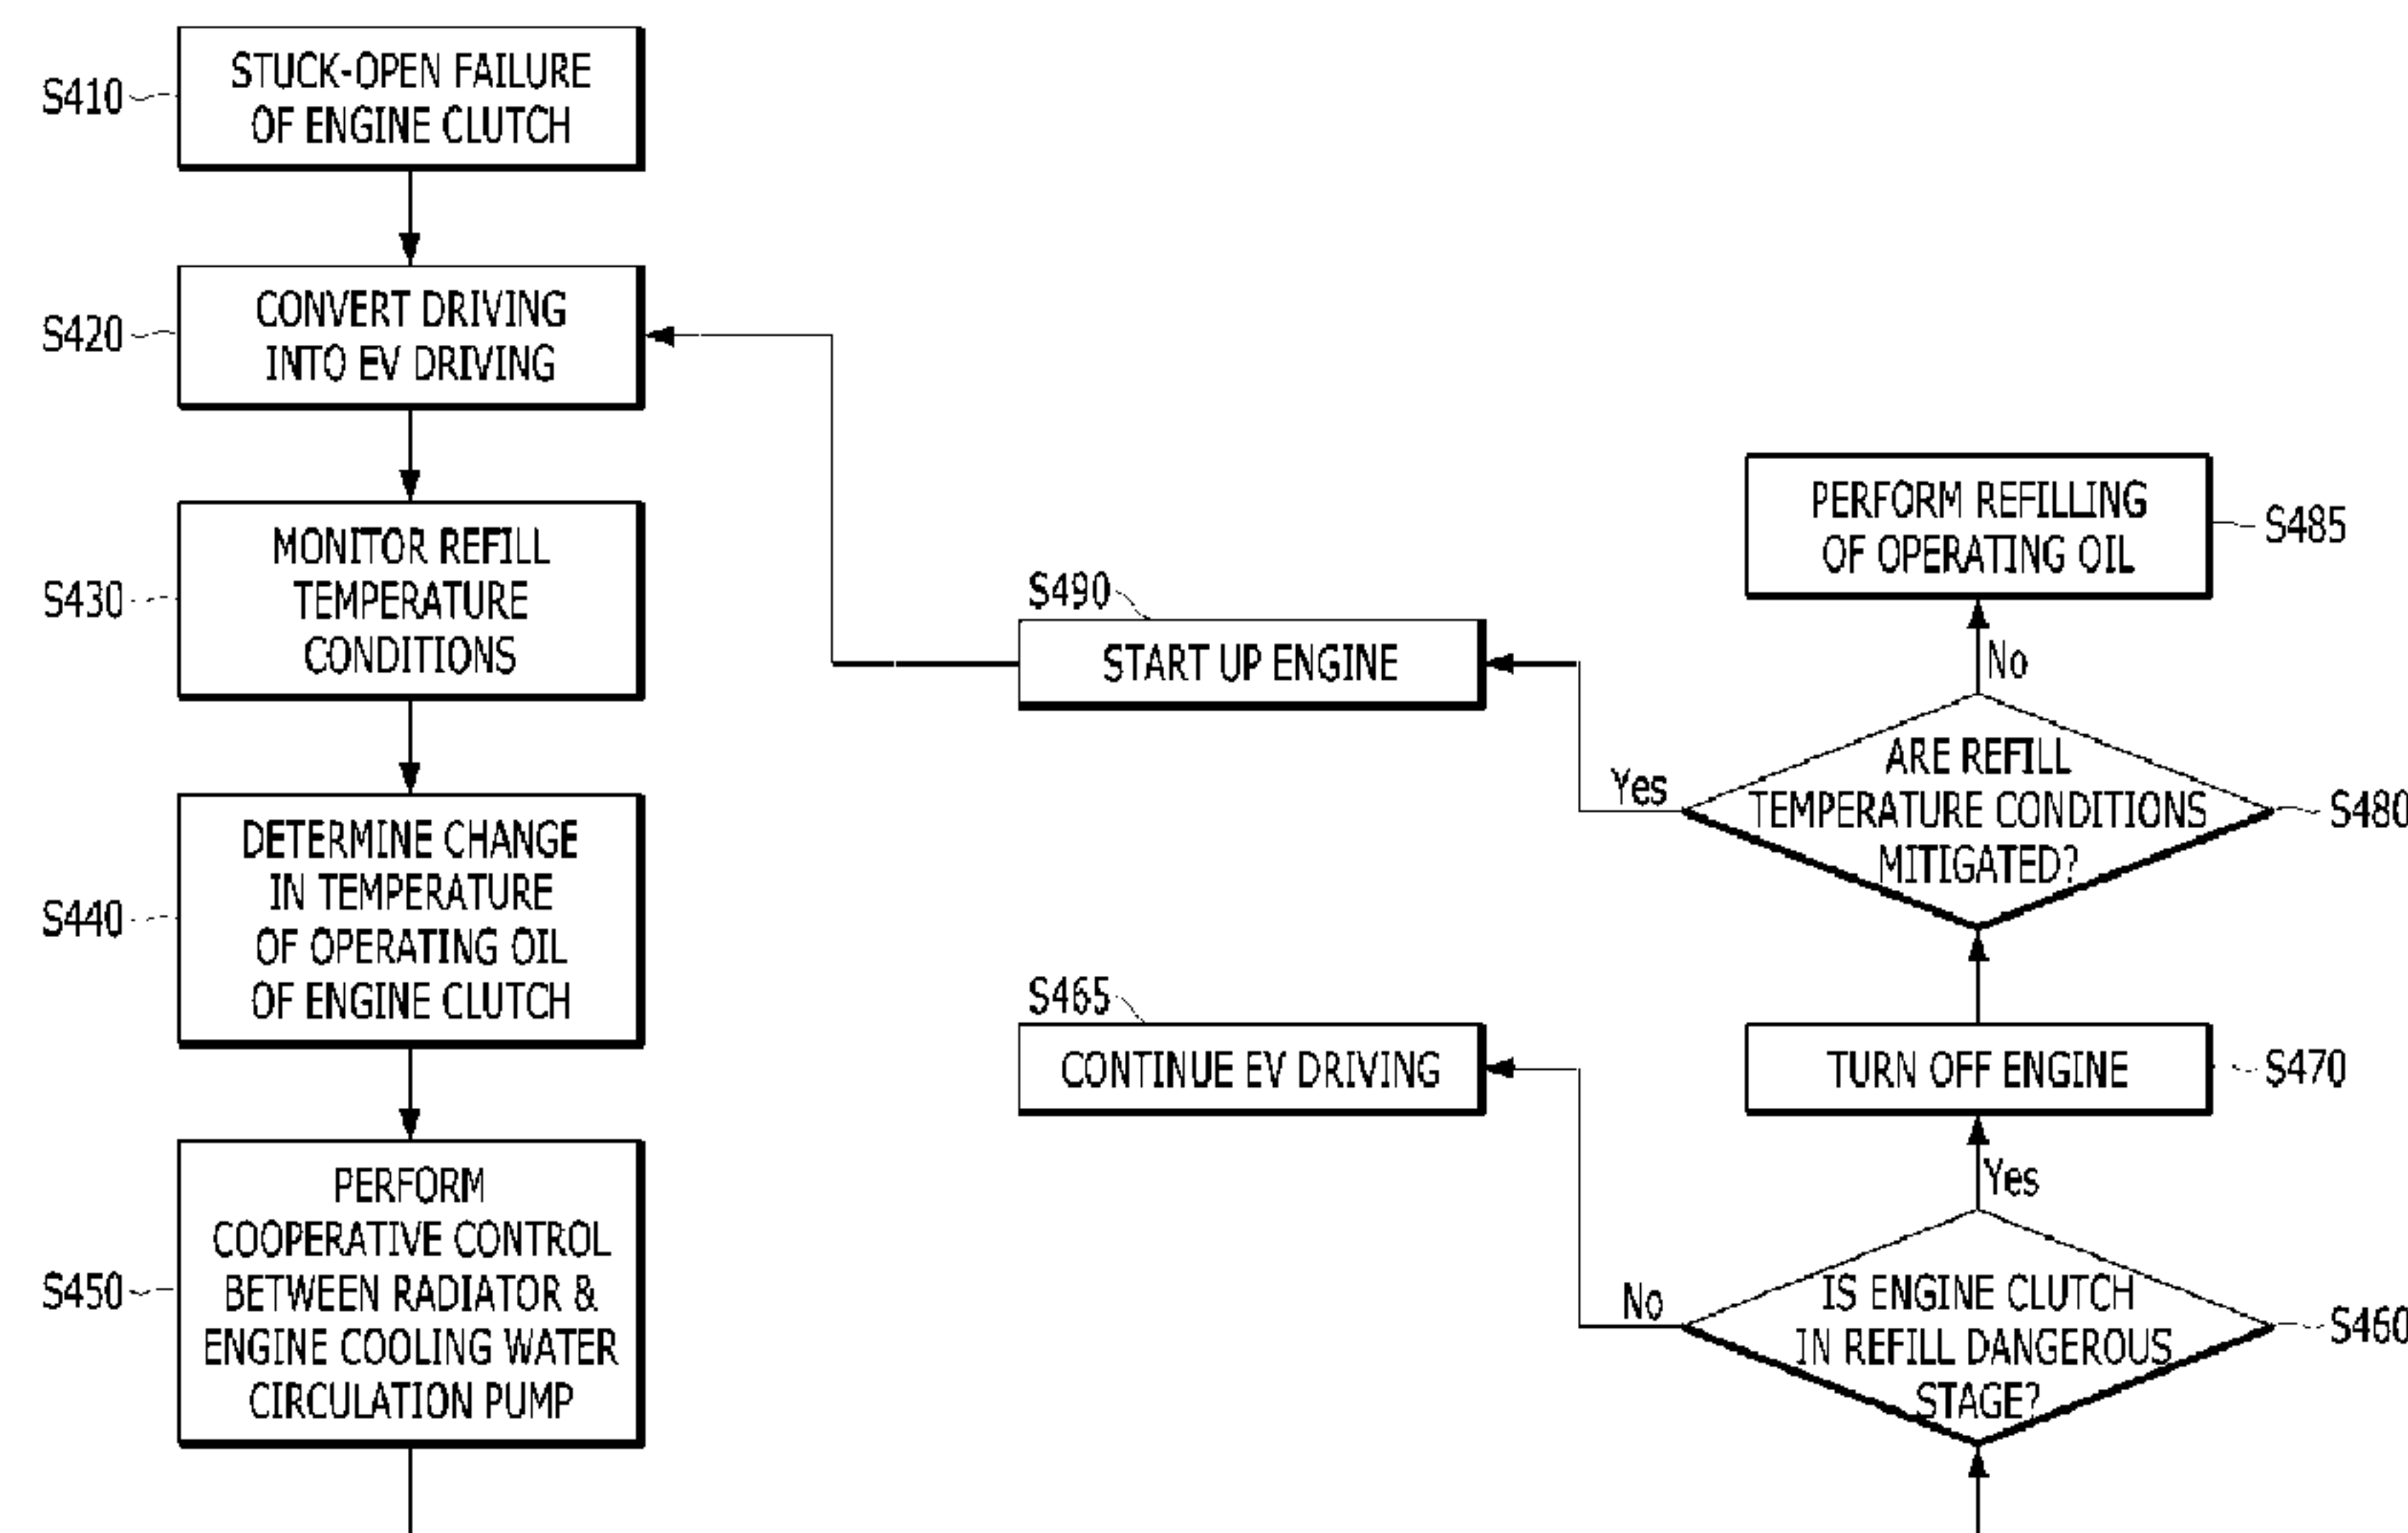 S410
STUCK-OPEN FAILURE
OF ENGINE CLUTCH
S420
CONVERT DRIVING
INTO EV DRIVING
S430
MONITOR REFILL
TEMPERATURE
CONDITIONS
S440
DETERMINE CHANGE
IN TEMPERATURE
OF OPERATING OIL
OF ENGINE CLUTCH
S450
PERFORM
COOPERATIVE CONTROL
BETWEEN RADIATOR &
ENGINE COOLING WATER
CIRCULATION PUMP
S490
START UP ENGINE
S465
CONTINUE EV DRIVING
PERFORM REFILLING
OF OPERATING OIL
S485
No
Yes
ARE REFILL
TEMPERATURE CONDITIONS
MITIGATED?
S480
TURN OFF ENGINE
S470
Yes
No
IS ENGINE CLUTCH
IN REFILL DANGEROUS
STAGE?
S460